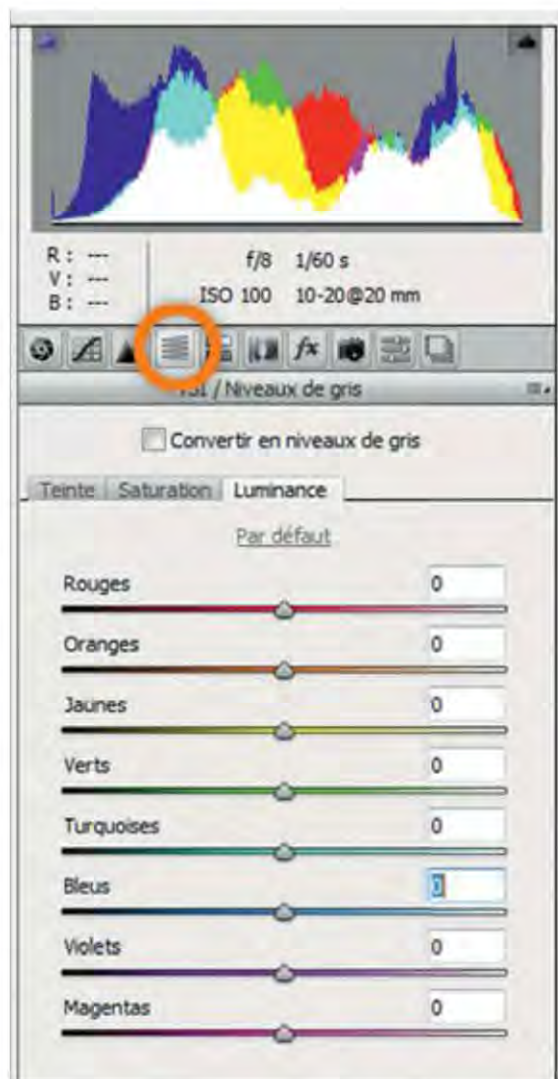 R : --- f/8 1/60 s
V : ---
B : --- ISO 100 10-20@20 mm
fx
/ Niveaux de gris
Convertir en niveaux de gris
Teinte Saturation Luminance
Par défaut
Rouges 0
Oranges 0
Jaunes 0
Verts 0
Turquoises 0
Bleus 0
Violets 0
Magentas 0